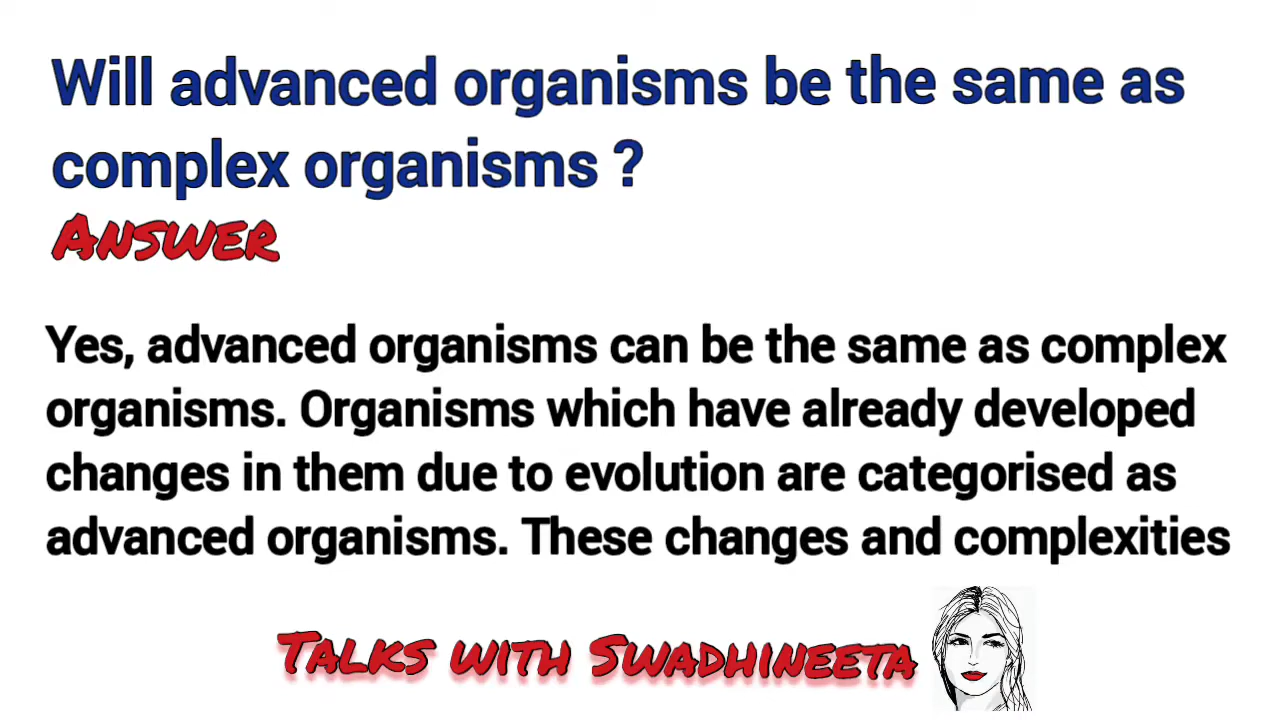 Will advanced organisms be the same as
complex organisms ?
ANSWER
Yes, advanced organisms can be the same as complex
organisms. Organisms which have already developed
changes in them due to evolution are categorised as
advanced organisms. These changes and complexities
TALKS WITH SWADHINEETA